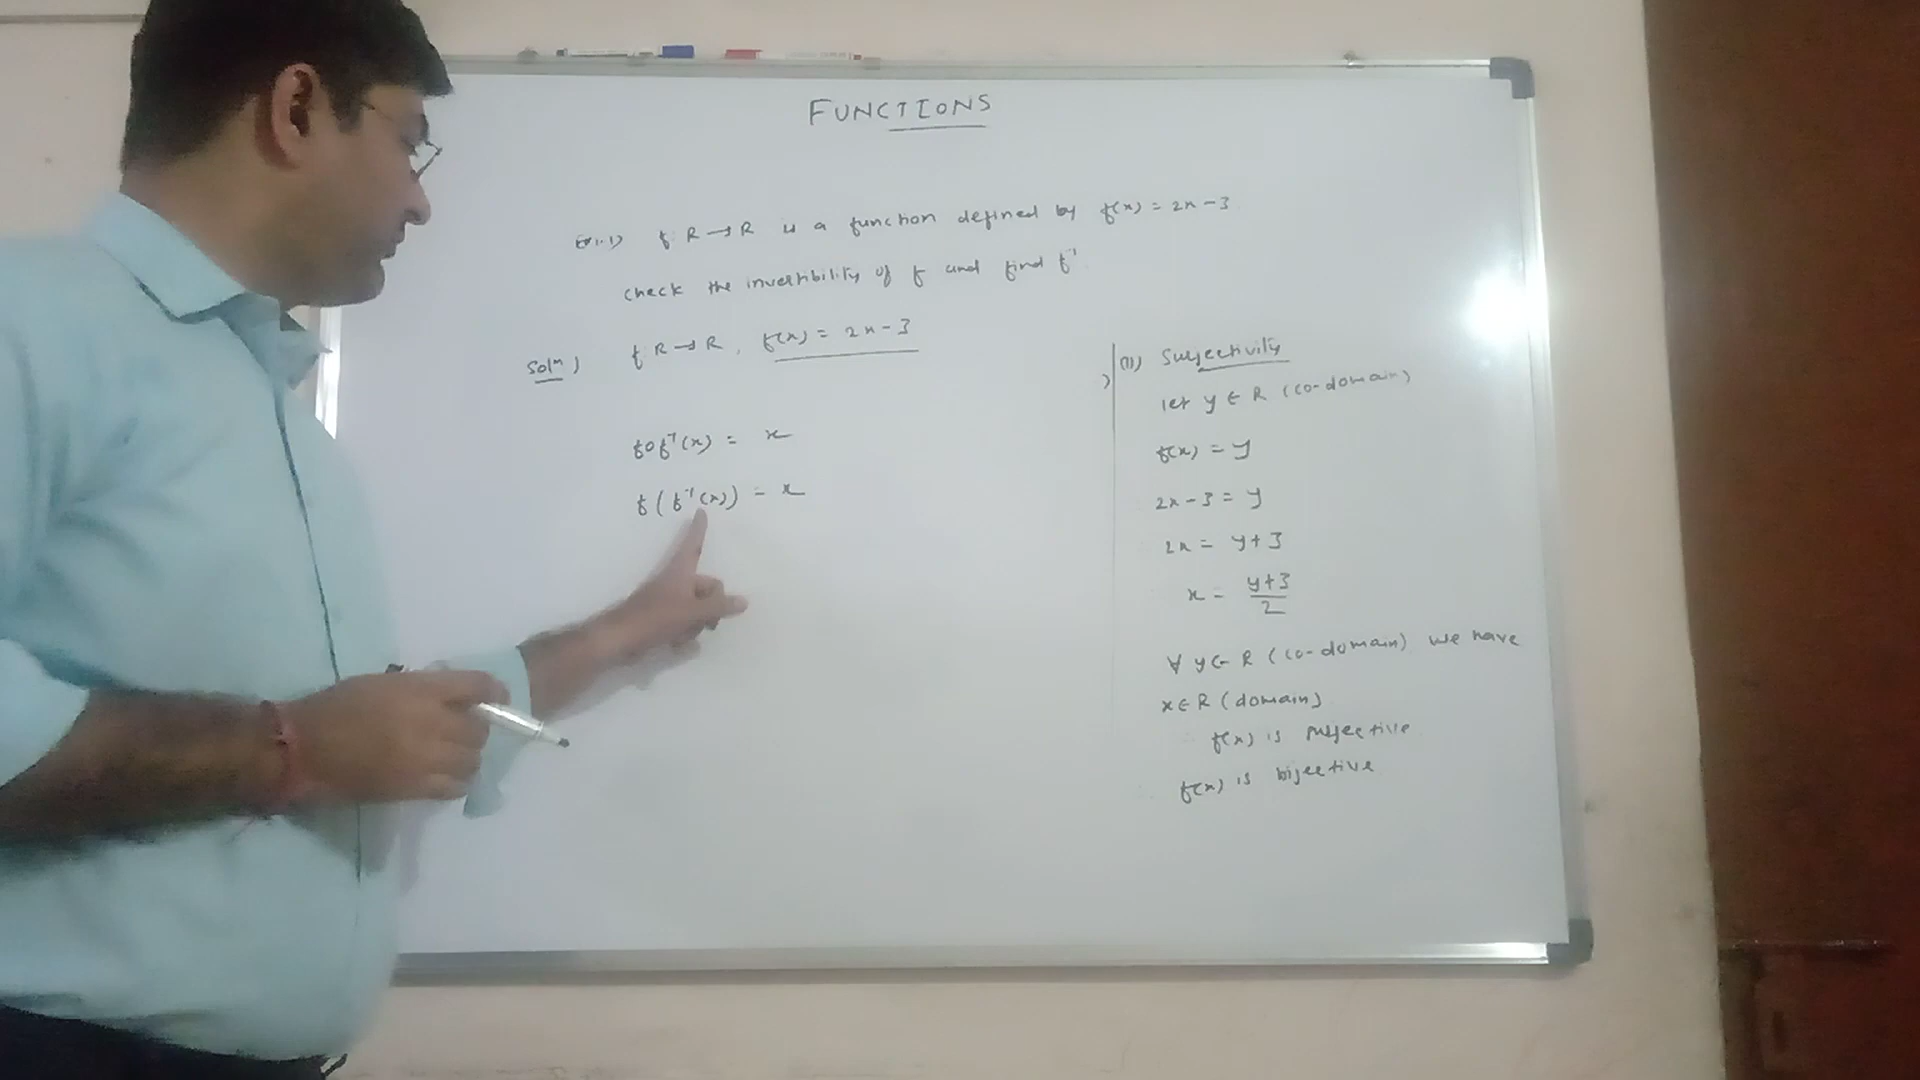 FUNCTIONS
f: R → R is a function defined by f(x) = 2x - 3
check the invertibility of f and find f⁻¹.
Solⁿ) f: R → R, f(x) = 2x - 3
fof⁻¹(x) = x
f(f⁻¹(x)) = x
(ii) Surjectivity
let y ∈ R (co-domain)
f(x) = y
2x - 3 = y
2x = y + 3
x = (y+3)/2
∀ y ∈ R (co-domain) we have
x ∈ R (domain)
f(x) is surjective
f(x) is bijective